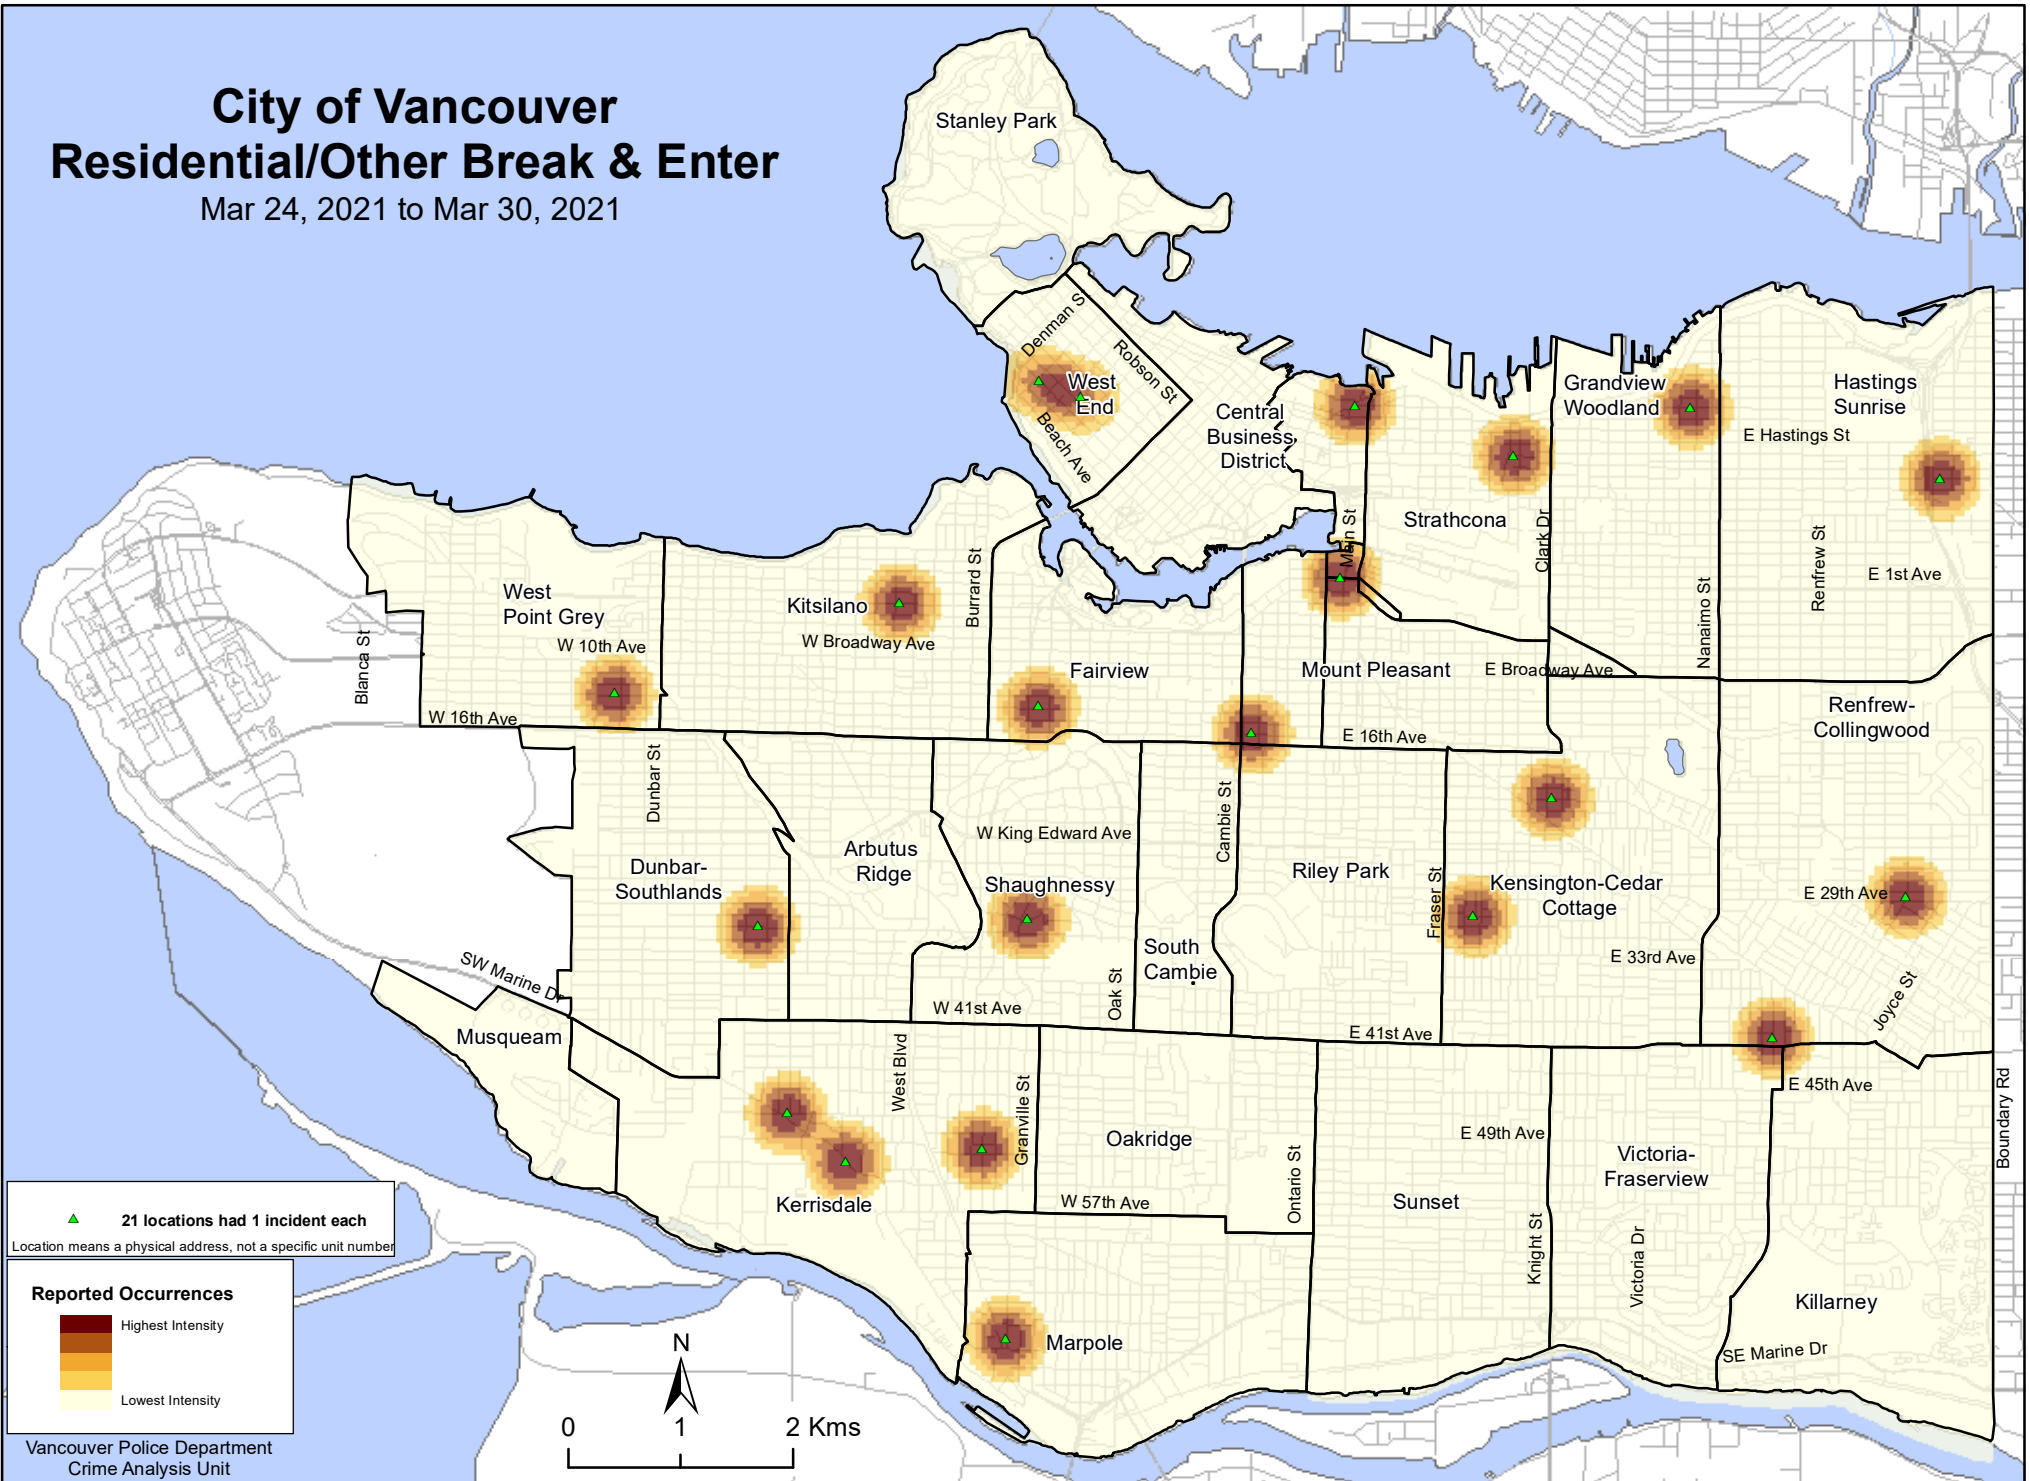 City of Vancouver
Residential/Other Break & Enter
Mar 24, 2021 to Mar 30, 2021
Stanley Park
Denman S
Robson St
West
End
Beach Ave
Central
Business
District
Grandview
Woodland
Hastings
Sunrise
E Hastings St
Strathcona
Main St
Clark Dr
Nanaimo St
Renfrew St
E 1st Ave
West
Point Grey
W 10th Ave
Blanca St
W 16th Ave
Kitsilano
W Broadway Ave
Burrard St
Fairview
Mount Pleasant
E Broadway Ave
E 16th Ave
Renfrew-
Collingwood
Dunbar St
Dunbar-
Southlands
Arbutus
Ridge
W King Edward Ave
Shaughnessy
Cambie St
Riley Park
Fraser St
Kensington-Cedar
Cottage
E 29th Ave
E 33rd Ave
South
Cambie
Oak St
Joyce St
SW Marine Dr
Musqueam
W 41st Ave
E 41st Ave
West Blvd
Granville St
E 45th Ave
Boundary Rd
Oakridge
E 49th Ave
Victoria-
Fraserview
Kerrisdale
W 57th Ave
Ontario St
Sunset
Knight St
Victoria Dr
Killarney
Marpole
SE Marine Dr
21 locations had 1 incident each
Location means a physical address, not a specific unit number
Reported Occurrences
Highest Intensity
Lowest Intensity
Vancouver Police Department
Crime Analysis Unit
N
0 1 2 Kms